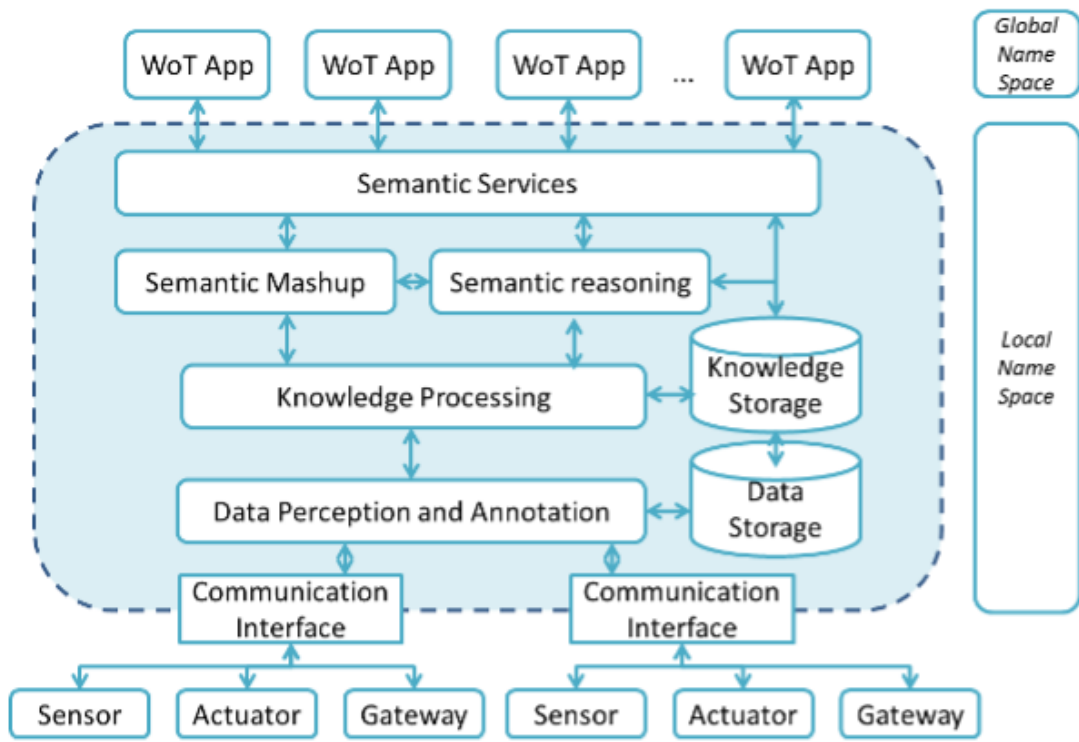 WoT App
WoT App
WoT App
...
WoT App
Global
Name
Space
Semantic Services
Semantic Mashup
Semantic reasoning
Knowledge Processing
Knowledge
Storage
Local
Name
Space
Data Perception and Annotation
Data
Storage
Communication
Interface
Communication
Interface
Sensor
Actuator
Gateway
Sensor
Actuator
Gateway